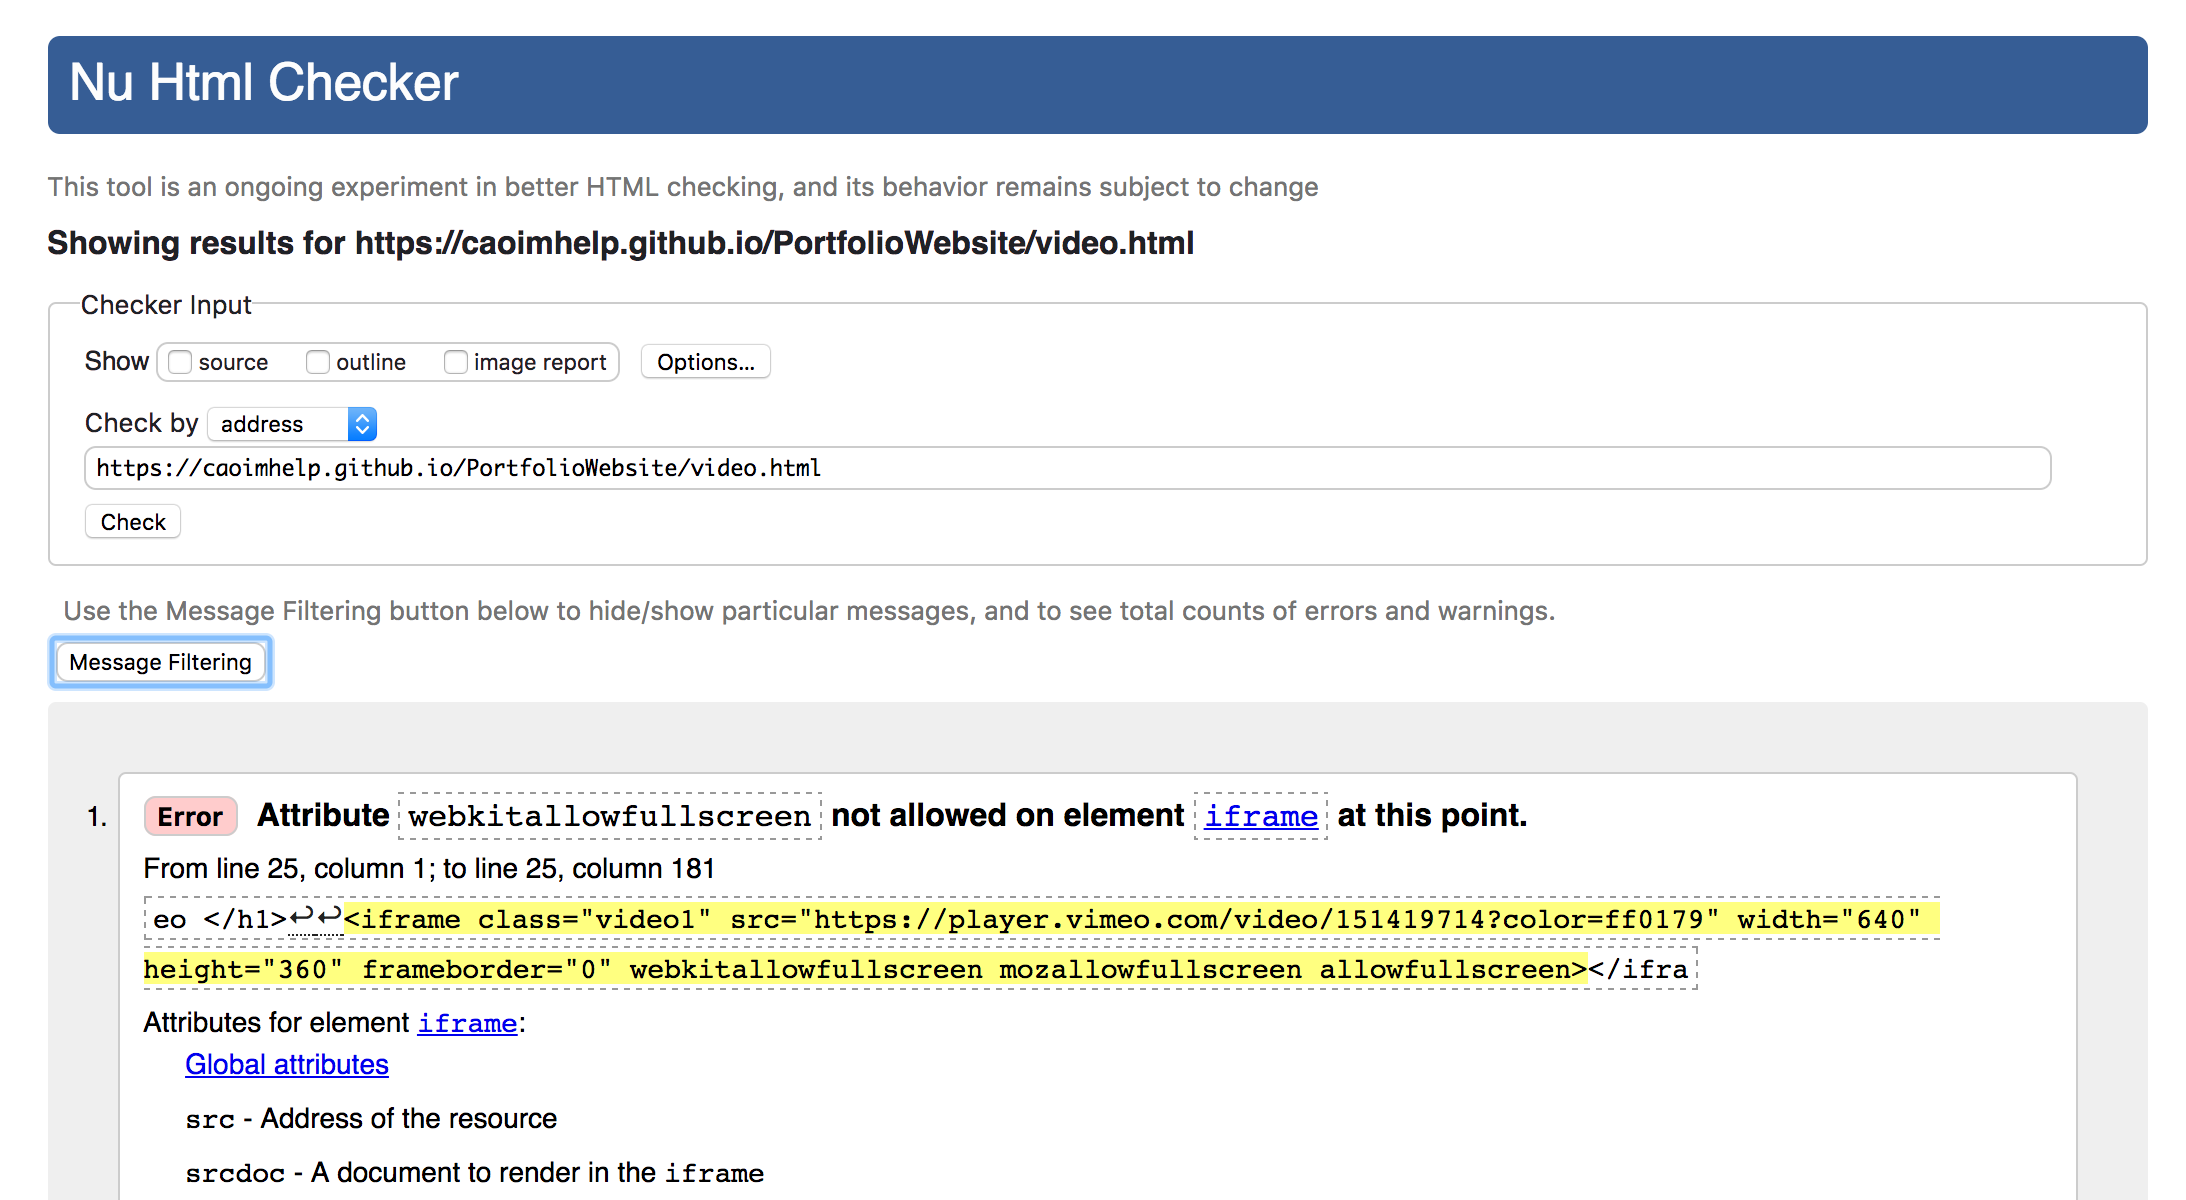 Nu Html Checker
This tool is an ongoing experiment in better HTML checking, and its behavior remains subject to change
Showing results for https://caoimhelp.github.io/PortfolioWebsite/video.html
Checker Input
Show source outline image report Options...
Check by address
https://caoimhelp.github.io/PortfolioWebsite/video.html
Check
Use the Message Filtering button below to hide/show particular messages, and to see total counts of errors and warnings.
Message Filtering
1. Error Attribute webkitallowfullscreen not allowed on element iframe at this point.
From line 25, column 1; to line 25, column 181
eo </h1>↩↩<iframe class="video1" src="https://player.vimeo.com/video/151419714?color=ff0179" width="640"
height="360" frameborder="0" webkitallowfullscreen mozallowfullscreen allowfullscreen></ifra
Attributes for element iframe:
Global attributes
src - Address of the resource
srcdoc - A document to render in the iframe